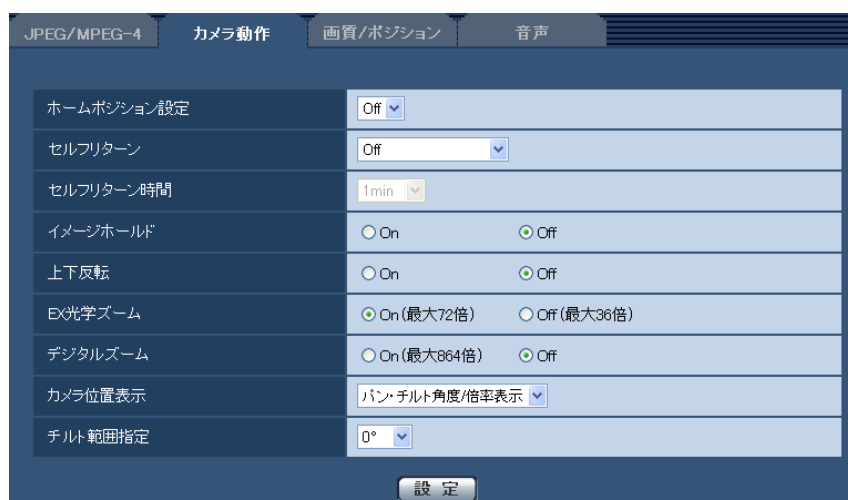 JPEG/MPEG-4 カメラ動作 画質/ポジション 音声
ホームポジション設定 Off
セルフリターン Off
セルフリターン時間 1min
イメージホールド On Off
上下反転 On Off
EX光学ズーム On(最大72倍) Off(最大36倍)
デジタルズーム On(最大864倍) Off
カメラ位置表示 パン・チルト角度/倍率表示
チルト範囲指定 0°
設定